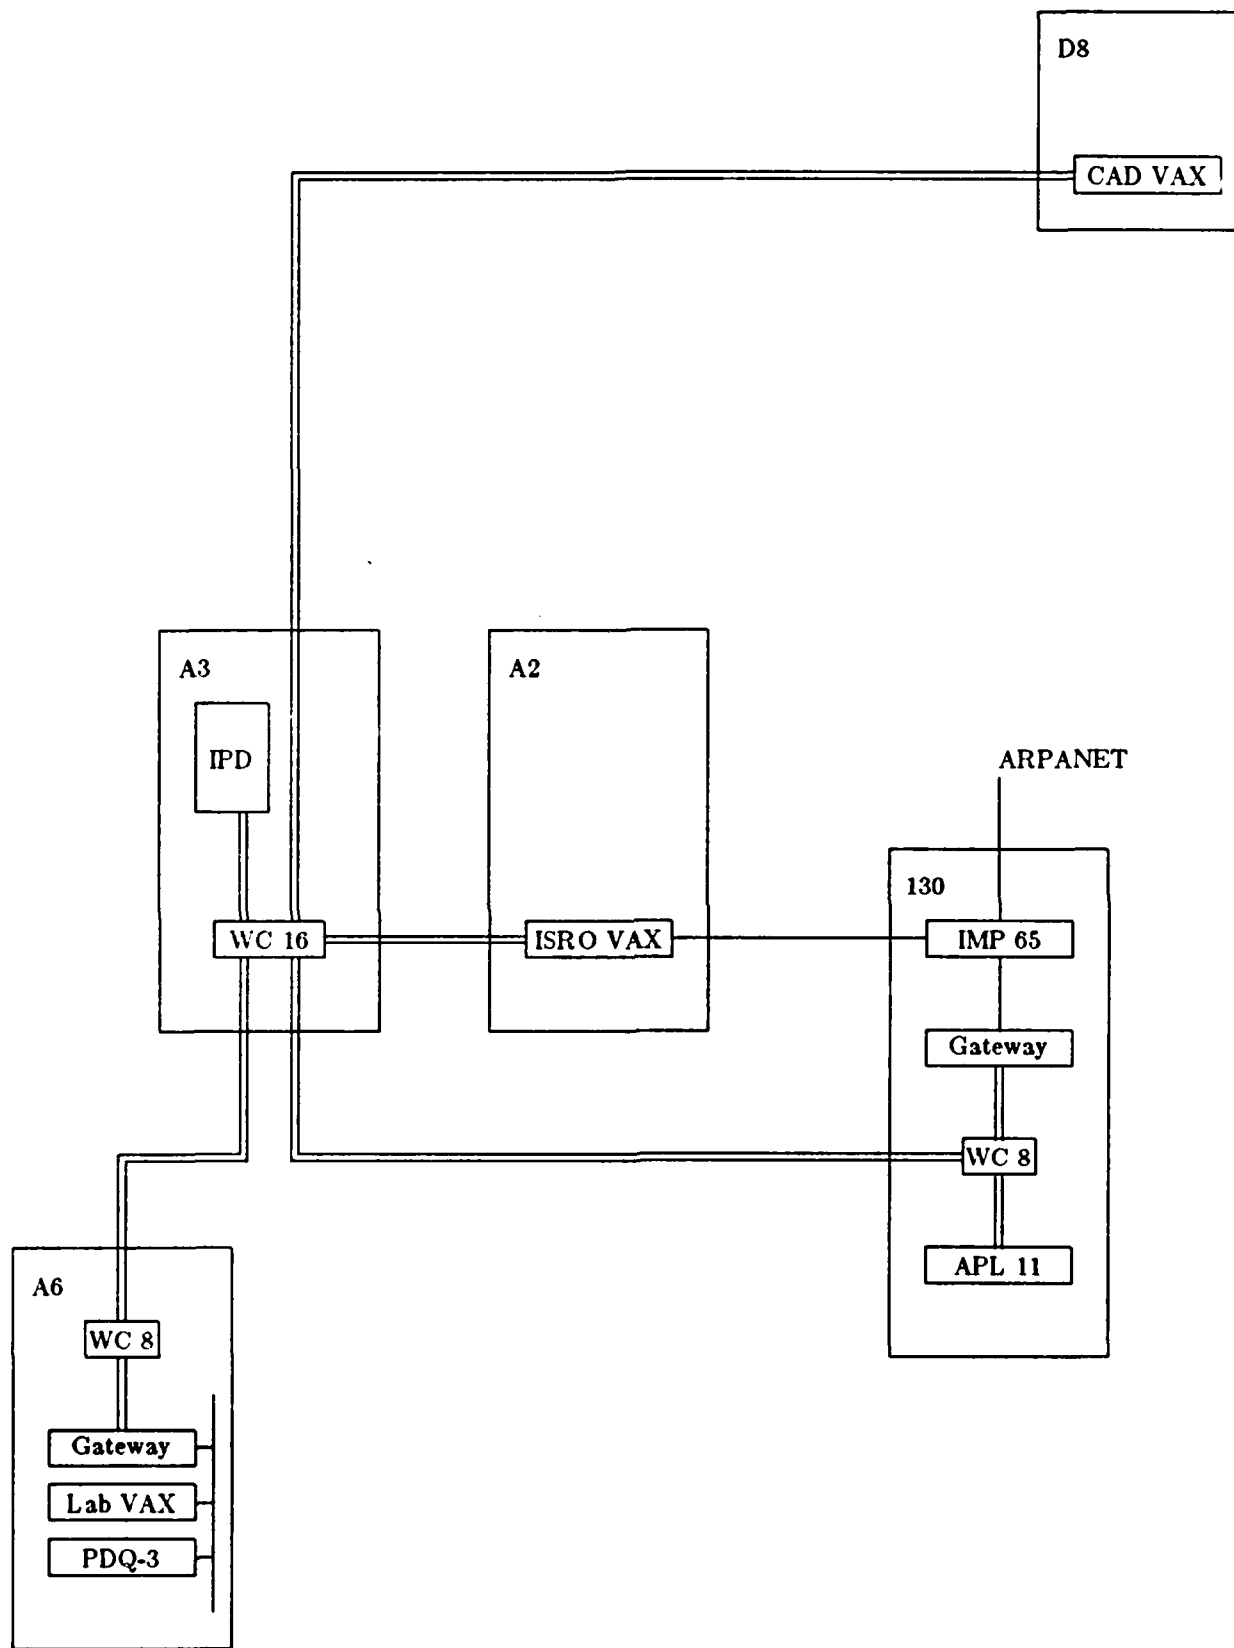 D8
CAD VAX
A3
A2
IPD
ARPANET
130
WC 16
ISRO VAX
IMP 65
Gateway
WC 8
APL 11
A6
WC 8
Gateway
Lab VAX
PDQ-3